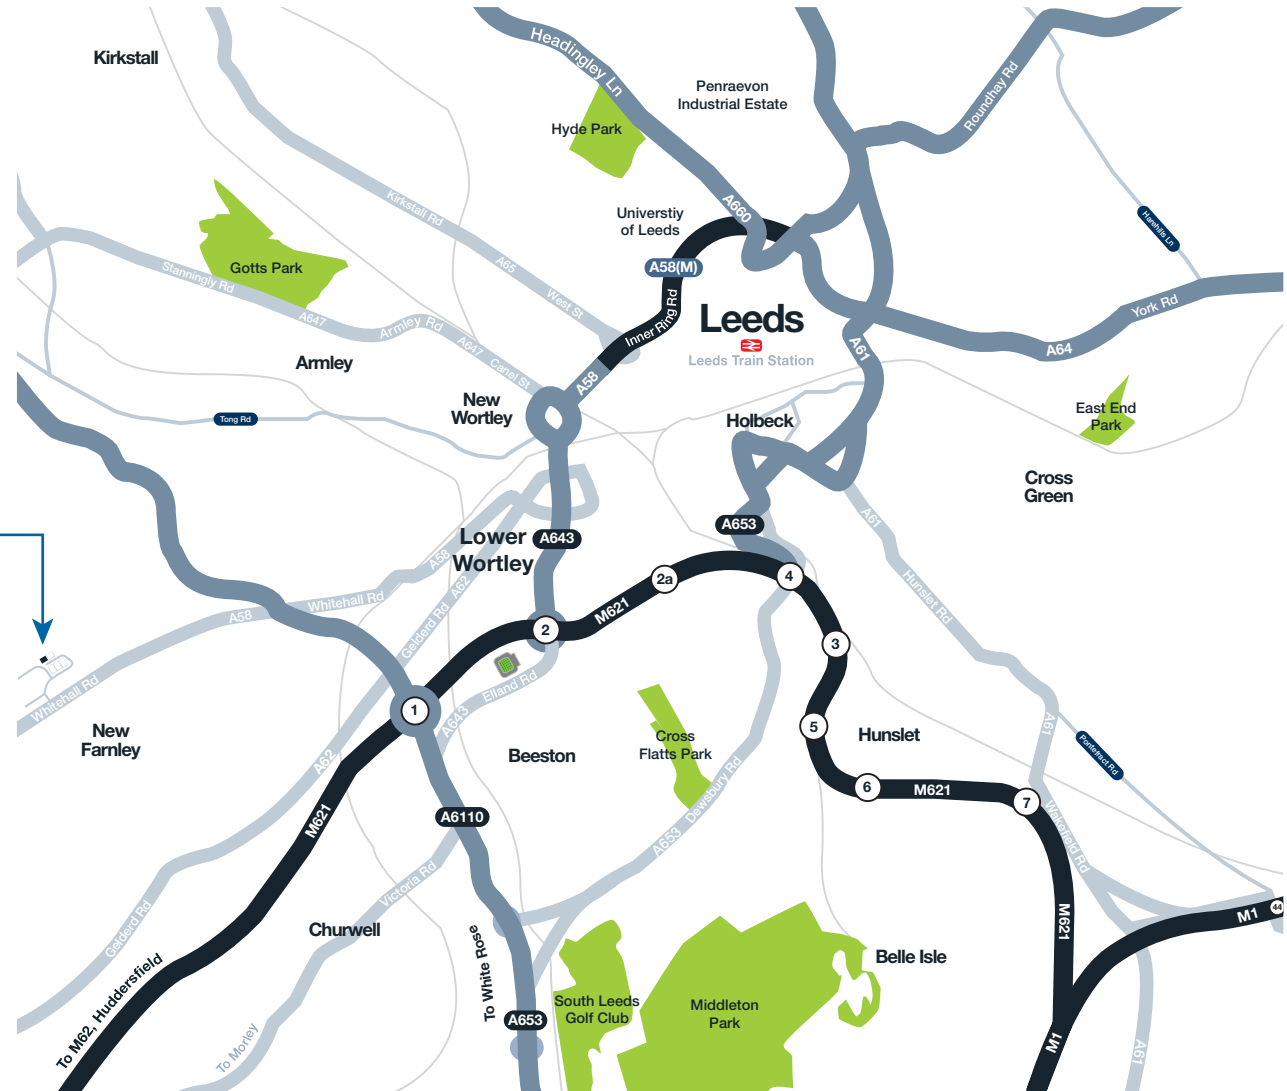 Kirkstall
Headingley Ln
Penraevon
Industrial Estate
Roundhay Rd
Hyde Park
Kirkstall Rd
A660
Universtiy
of Leeds
Harehills Ln
Gotts Park
Stanningly Rd
A65
A58(M)
West St
A647
Armley Rd
A647
Canel St
Inner Ring Rd
Leeds
Leeds Train Station
York Rd
A64
A61
Armley
A58
New
Wortley
Tong Rd
Holbeck
East End
Park
Cross
Green
A61
A653
Lower
Wortley
A643
A58
A62
Gelderd Rd
Whitehall Rd
A58
Hunslet Rd
M621
2a
4
2
3
Elland Rd
Whitehall Rd
1
A643
A61
5
New
Farnley
Beeston
Cross
Flatts Park
Hunslet
Pontefract Rd
A62
6
M621
7
Dewsbury Rd
A653
M621
A6110
Wakefield Rd
Victoria Rd
Gelderd Rd
Churwell
M621
M1
44
To White Rose
Belle Isle
To M62, Huddersfield
South Leeds
Golf Club
Middleton
Park
A653
To Morley
M1
A61